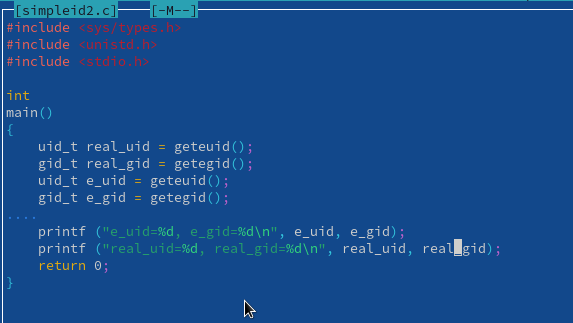 [simpleid2.c] [-M--]
#include <sys/types.h>
#include <unistd.h>
#include <stdio.h>
int
main()
{
uid_t real_uid = geteuid();
gid_t real_gid = getegid();
uid_t e_uid = geteuid();
gid_t e_gid = getegid();
....
printf ("e_uid=%d, e_gid=%d\n", e_uid, e_gid);
printf ("real_uid=%d, real_gid=%d\n", real_uid, real_gid);
return 0;
}